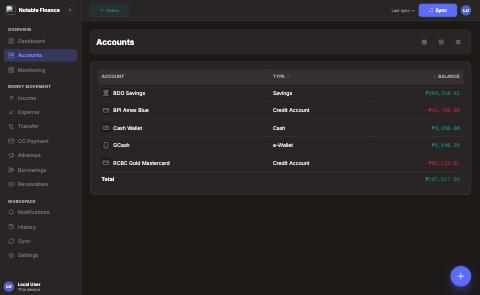 Notable Finance
Online
Last sync —
Sync
LU
OVERVIEW
Dashboard
Accounts
Monitoring
MONEY MOVEMENT
Income
Expense
Transfer
CC Payment
Alkansya
Borrowings
Receivables
WORKSPACE
Notifications
History
Sync
Settings
LU
Local User
This device
Accounts
ACCOUNT TYPE BALANCE
BDO Savings Savings
BPI Amex Blue Credit Account
Cash Wallet Cash
GCash e-Wallet
RCBC Gold Mastercard Credit Account
Total